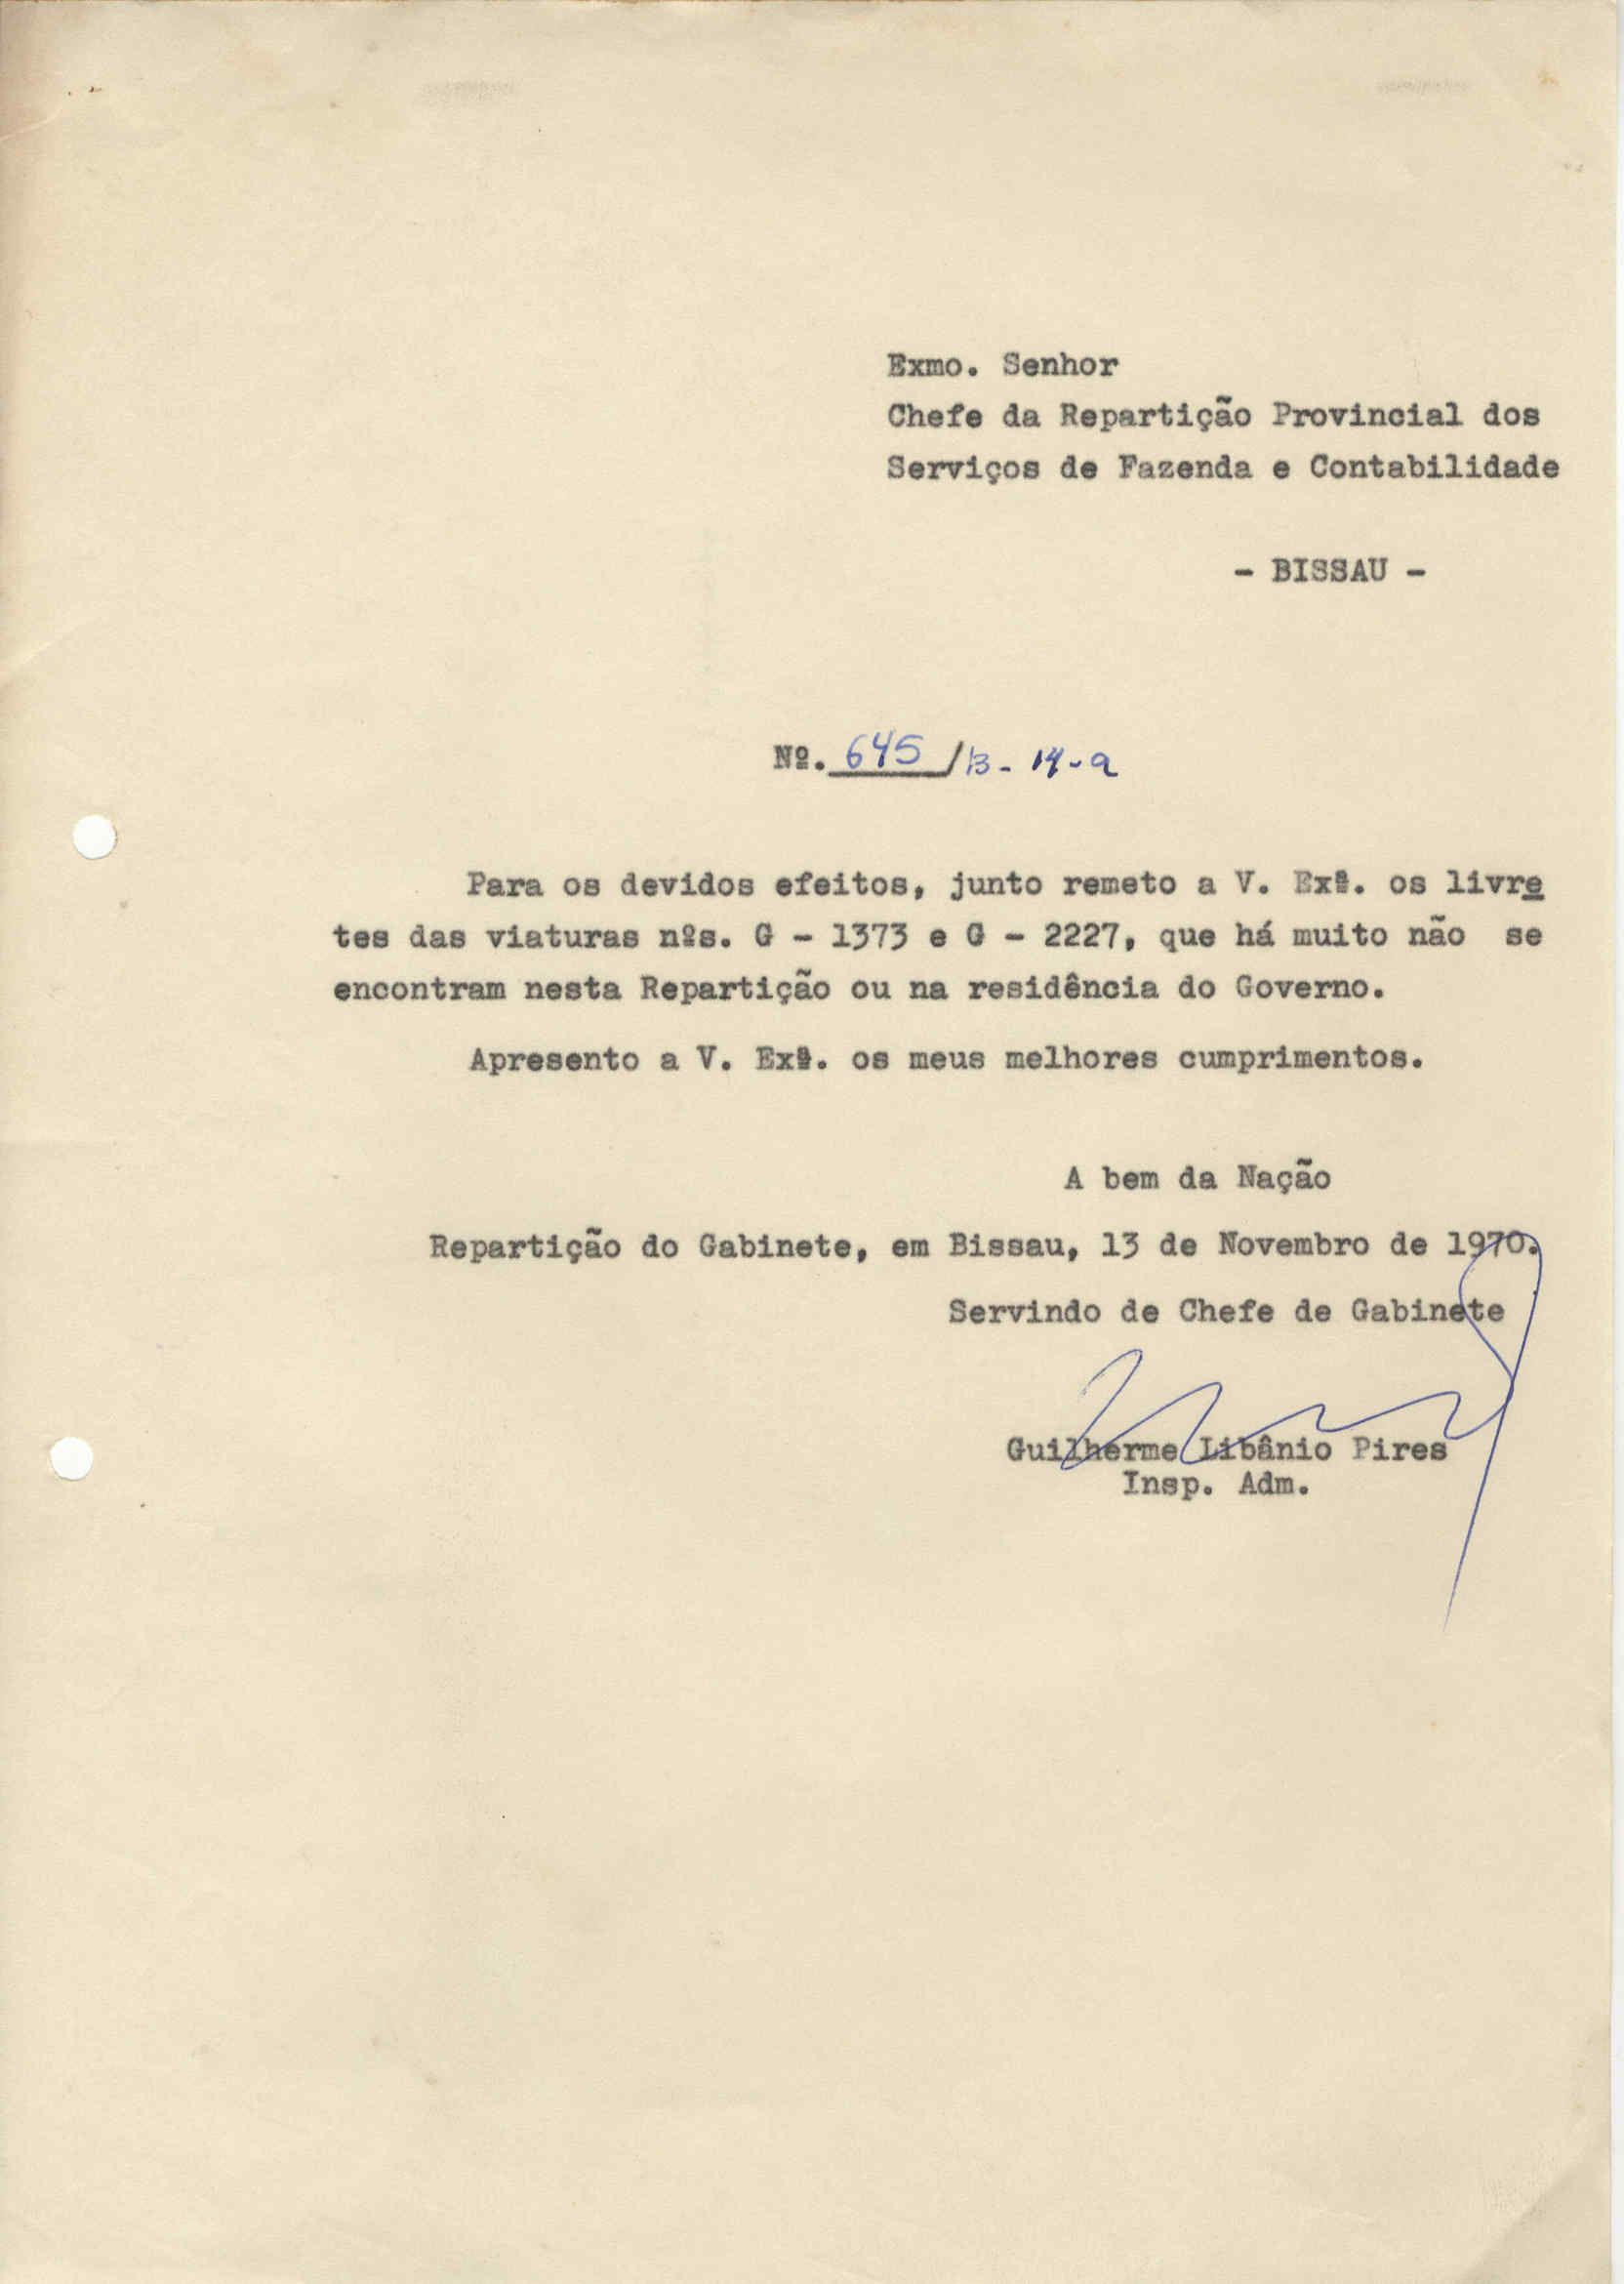 Exmo. Senhor
Chefe da Repartição Provincial dos
Serviços de Fazenda e Contabilidade
- BISSAU -
Nº. 645/B-14-a
Para os devidos efeitos, junto remeto a V. Exª. os livre
tes das viaturas nºs. G - 1373 e G - 2227, que há muito não se
encontram nesta Repartição ou na residência do Governo.
Apresento a V. Exª. os meus melhores cumprimentos.
A bem da Nação
Repartição do Gabinete, em Bissau, 13 de Novembro de 1970.
Servindo de Chefe de Gabinete
Guilherme Libânio Pires
Insp. Adm.